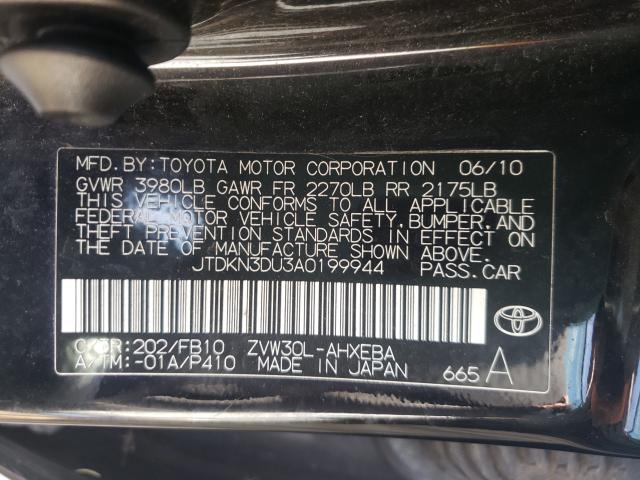 MFD. BY: TOYOTA MOTOR CORPORATION 06/10
GVWR 3980LB GAWR FR 2270LB RR 2175LB
THIS VEHICLE CONFORMS TO ALL APPLICABLE
FEDERAL MOTOR VEHICLE SAFETY, BUMPER, AND
THEFT PREVENTION STANDARDS IN EFFECT ON
THE DATE OF MANUFACTURE SHOWN ABOVE.
JTDKN3DU3A0199944 PASS. CAR
C/TR: 202/FB10 ZVW30L-AHXEBA
A/TM: -01A/P410 MADE IN JAPAN 665 A